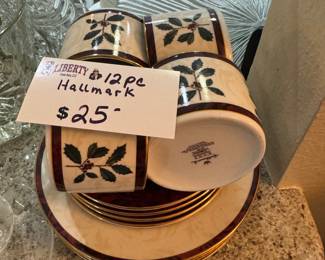 LIBERTY
12 pc
Hallmark
$25-